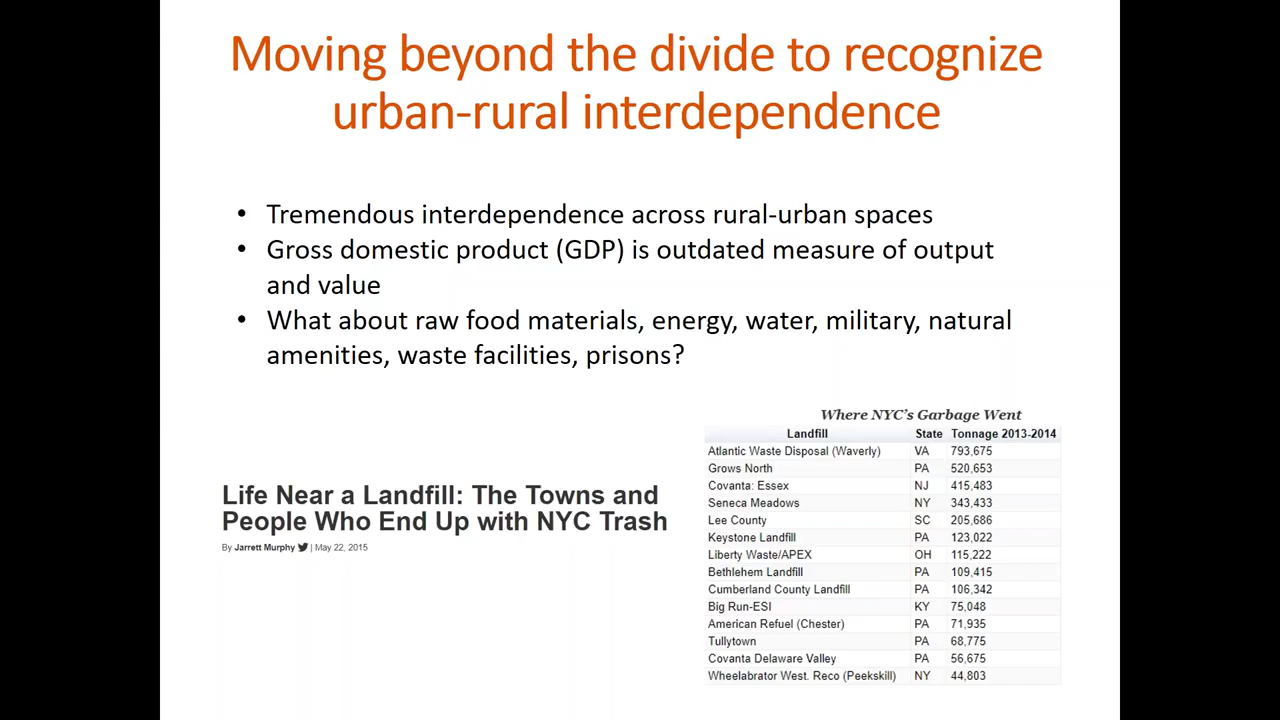 Moving beyond the divide to recognize
urban-rural interdependence
• Tremendous interdependence across rural-urban spaces
• Gross domestic product (GDP) is outdated measure of output
and value
• What about raw food materials, energy, water, military, natural
amenities, waste facilities, prisons?
Life Near a Landfill: The Towns and
People Who End Up with NYC Trash
By Jarrett Murphy | May 22, 2015
Where NYC's Garbage Went
Landfill State Tonnage 2013-2014
Atlantic Waste Disposal (Waverly) VA 793,675
Grows North PA 520,653
Covanta: Essex NJ 415,483
Seneca Meadows NY 343,433
Lee County SC 205,686
Keystone Landfill PA 123,022
Liberty Waste/APEX OH 115,222
Bethlehem Landfill PA 109,415
Cumberland County Landfill PA 106,342
Big Run-ESI KY 75,048
American Refuel (Chester) PA 71,935
Tullytown PA 68,775
Covanta Delaware Valley PA 56,675
Wheelabrator West. Reco (Peekskill) NY 44,803